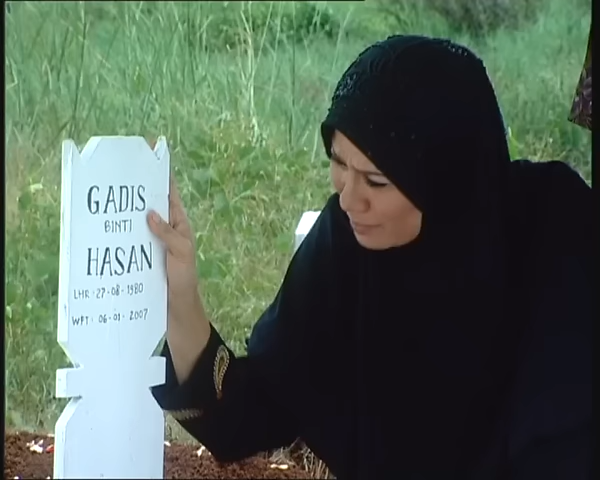 GADIS
BINTI
HASAN
LHR : 27-08-1980
WFT : 06-01-2007